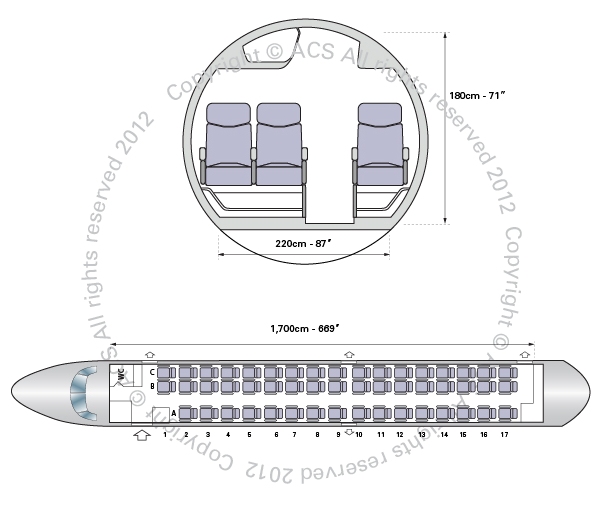 Copyright © ACS All rights reserved 2012 Copyright © ACS All rights reserved 2012 Copyright © ACS All rights reserved 2012
180cm - 71″
220cm - 87″
1,700cm - 669″
WC
C
B
A
1 2 3 4 5 6 7 8 9 10 11 12 13 14 15 16 17